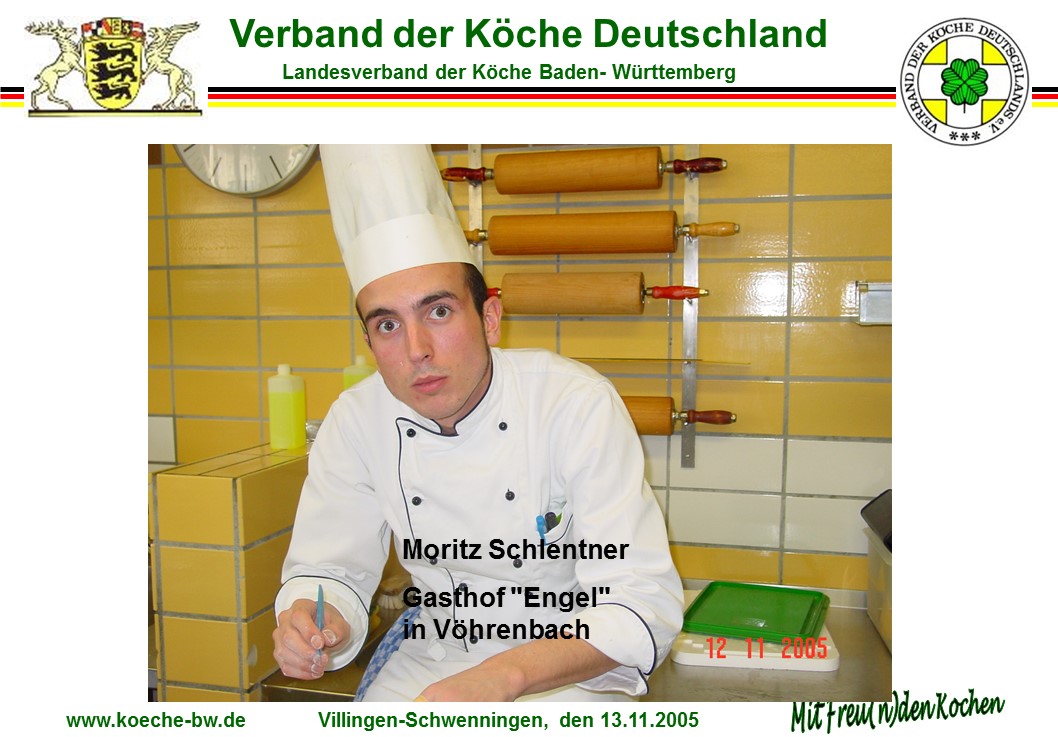 Verband der Köche Deutschland
Landesverband der Köche Baden- Württemberg
VERBAND DER KÖCHE DEUTSCHLANDS e.V.
***
Moritz Schlentner
Gasthof "Engel"
in Vöhrenbach
12 11 2005
www.koeche-bw.de Villingen-Schwenningen, den 13.11.2005
Mit Freu(n)den Kochen